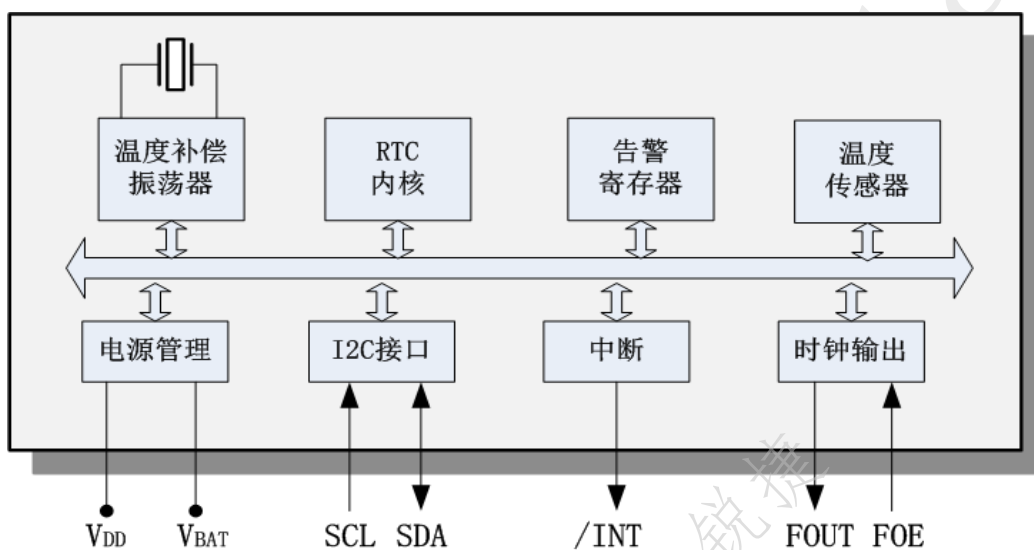 温度补偿
振荡器
RTC
内核
告警
寄存器
温度
传感器
电源管理
I2C接口
中断
时钟输出
VDD
VBAT
SCL
SDA
/INT
FOUT
FOE
锐捷